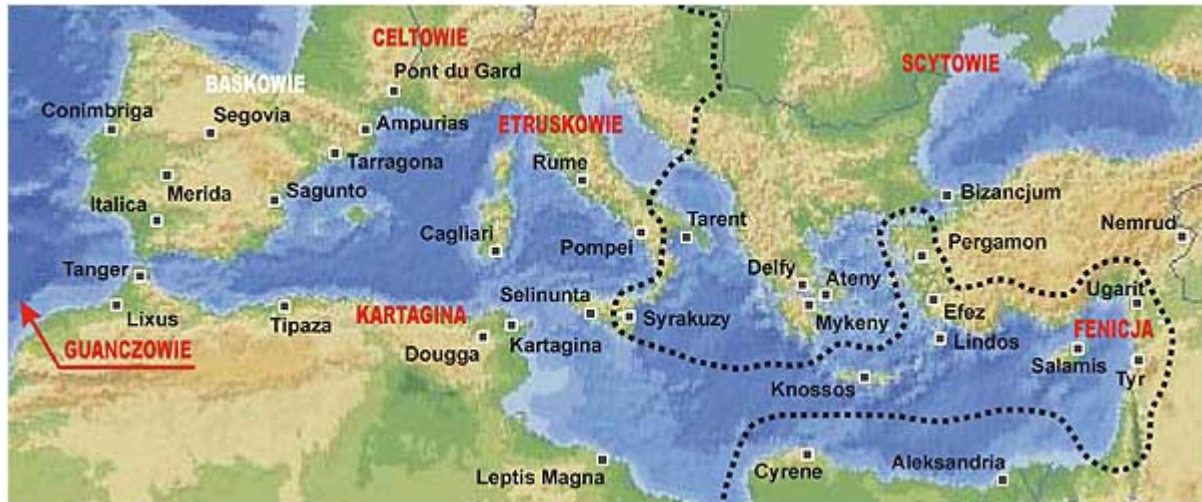 CELTOWIE
SCYTOWIE
Pont du Gard
BASKOWIE
Conimbriga
Segovia
Ampurias
ETRUSKOWIE
Tarragona
Rume
Merida
Sagunto
Bizancjum
Italica
Tarent
Nemrud
Cagliari
Pompei
Pergamon
Tanger
Delfy
Ateny
Selinunta
Ugarit
Lixus
Tipaza
KARTAGINA
Syrakuzy
Mykeny
Efez
FENICJA
GUANCZOWIE
Dougga
Kartagina
Lindos
Salamis
Tyr
Knossos
Leptis Magna
Cyrene
Aleksandria